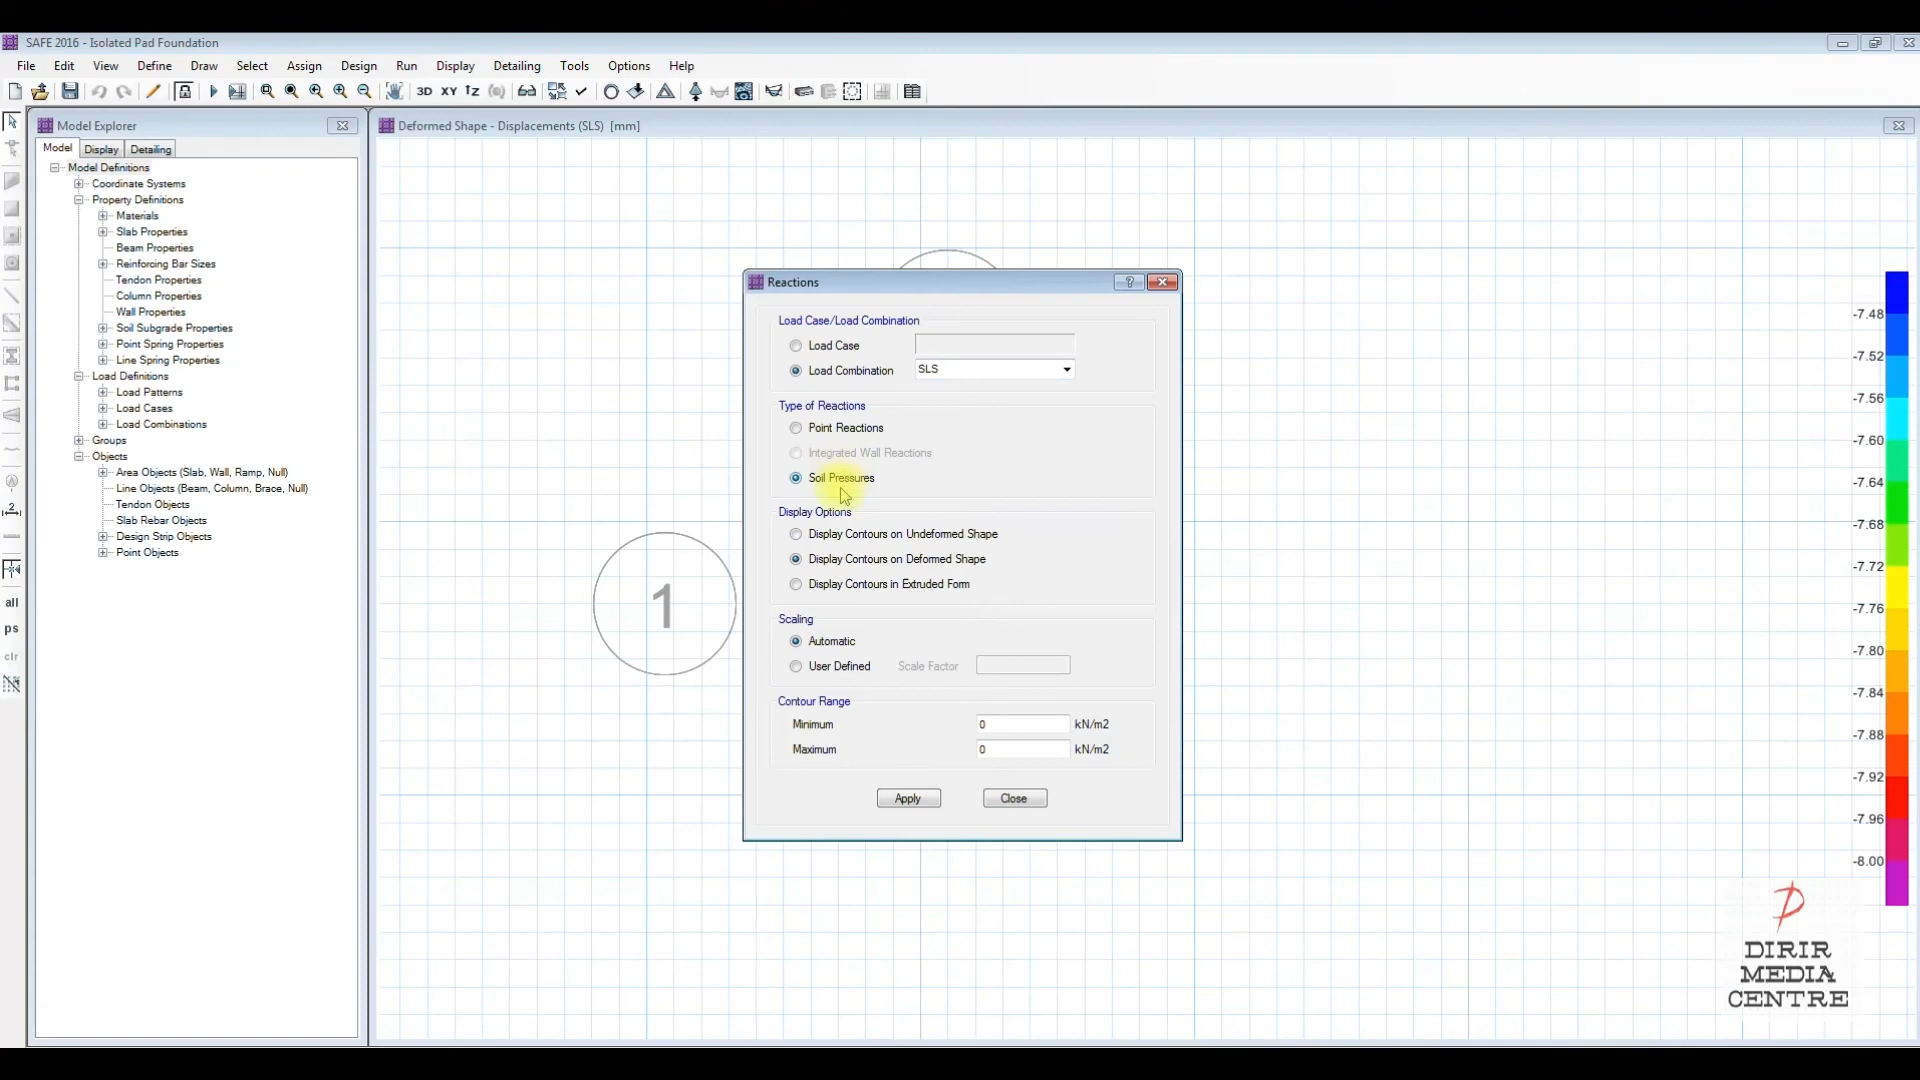 SAFE 2016 - Isolated Pad Foundation
File Edit View Define Draw Select Assign Design Run Display Detailing Tools Options Help
3D XY
Model Explorer
Model Display Detailing
Model Definitions
Coordinate Systems
Property Definitions
Materials
Slab Properties
Beam Properties
Reinforcing Bar Sizes
Tendon Properties
Column Properties
Wall Properties
Soil Subgrade Properties
Point Spring Properties
Line Spring Properties
Load Definitions
Load Patterns
Load Cases
Load Combinations
Groups
Objects
Area Objects (Slab, Wall, Ramp, Null)
Line Objects (Beam, Column, Brace, Null)
Tendon Objects
Slab Rebar Objects
Design Strip Objects
Point Objects
all
ps
clr
Deformed Shape - Displacements (SLS) [mm]
1
Reactions
?
Load Case/Load Combination
Load Case
Load Combination SLS
Type of Reactions
Point Reactions
Integrated Wall Reactions
Soil Pressures
Display Options
Display Contours on Undeformed Shape
Display Contours on Deformed Shape
Display Contours in Extruded Form
Scaling
Automatic
User Defined Scale Factor
Contour Range
Minimum 0 kN/m2
Maximum 0 kN/m2
Apply Close
-7.48
-7.52
-7.56
-7.60
-7.64
-7.68
-7.72
-7.76
-7.80
-7.84
-7.88
-7.92
-7.96
-8.00
DIRIR
MEDIA
CENTRE